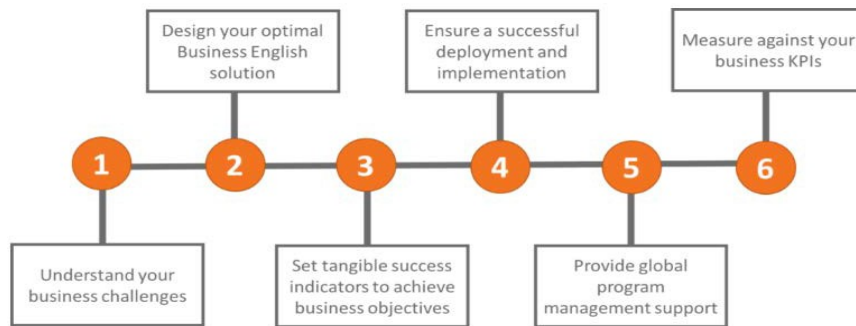 1
Understand your
business challenges
2
Design your optimal
Business English
solution
3
Set tangible success
indicators to achieve
business objectives
4
Ensure a successful
deployment and
implementation
5
Provide global
program
management support
6
Measure against your
business KPIs